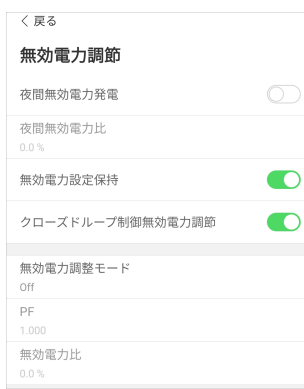 < 戻る
無効電力調節
夜間無効電力発電
夜間無効電力比
0.0 %
無効電力設定保持
クローズドループ制御無効電力調節
無効電力調整モード
Off
PF
1.000
無効電力比
0.0 %